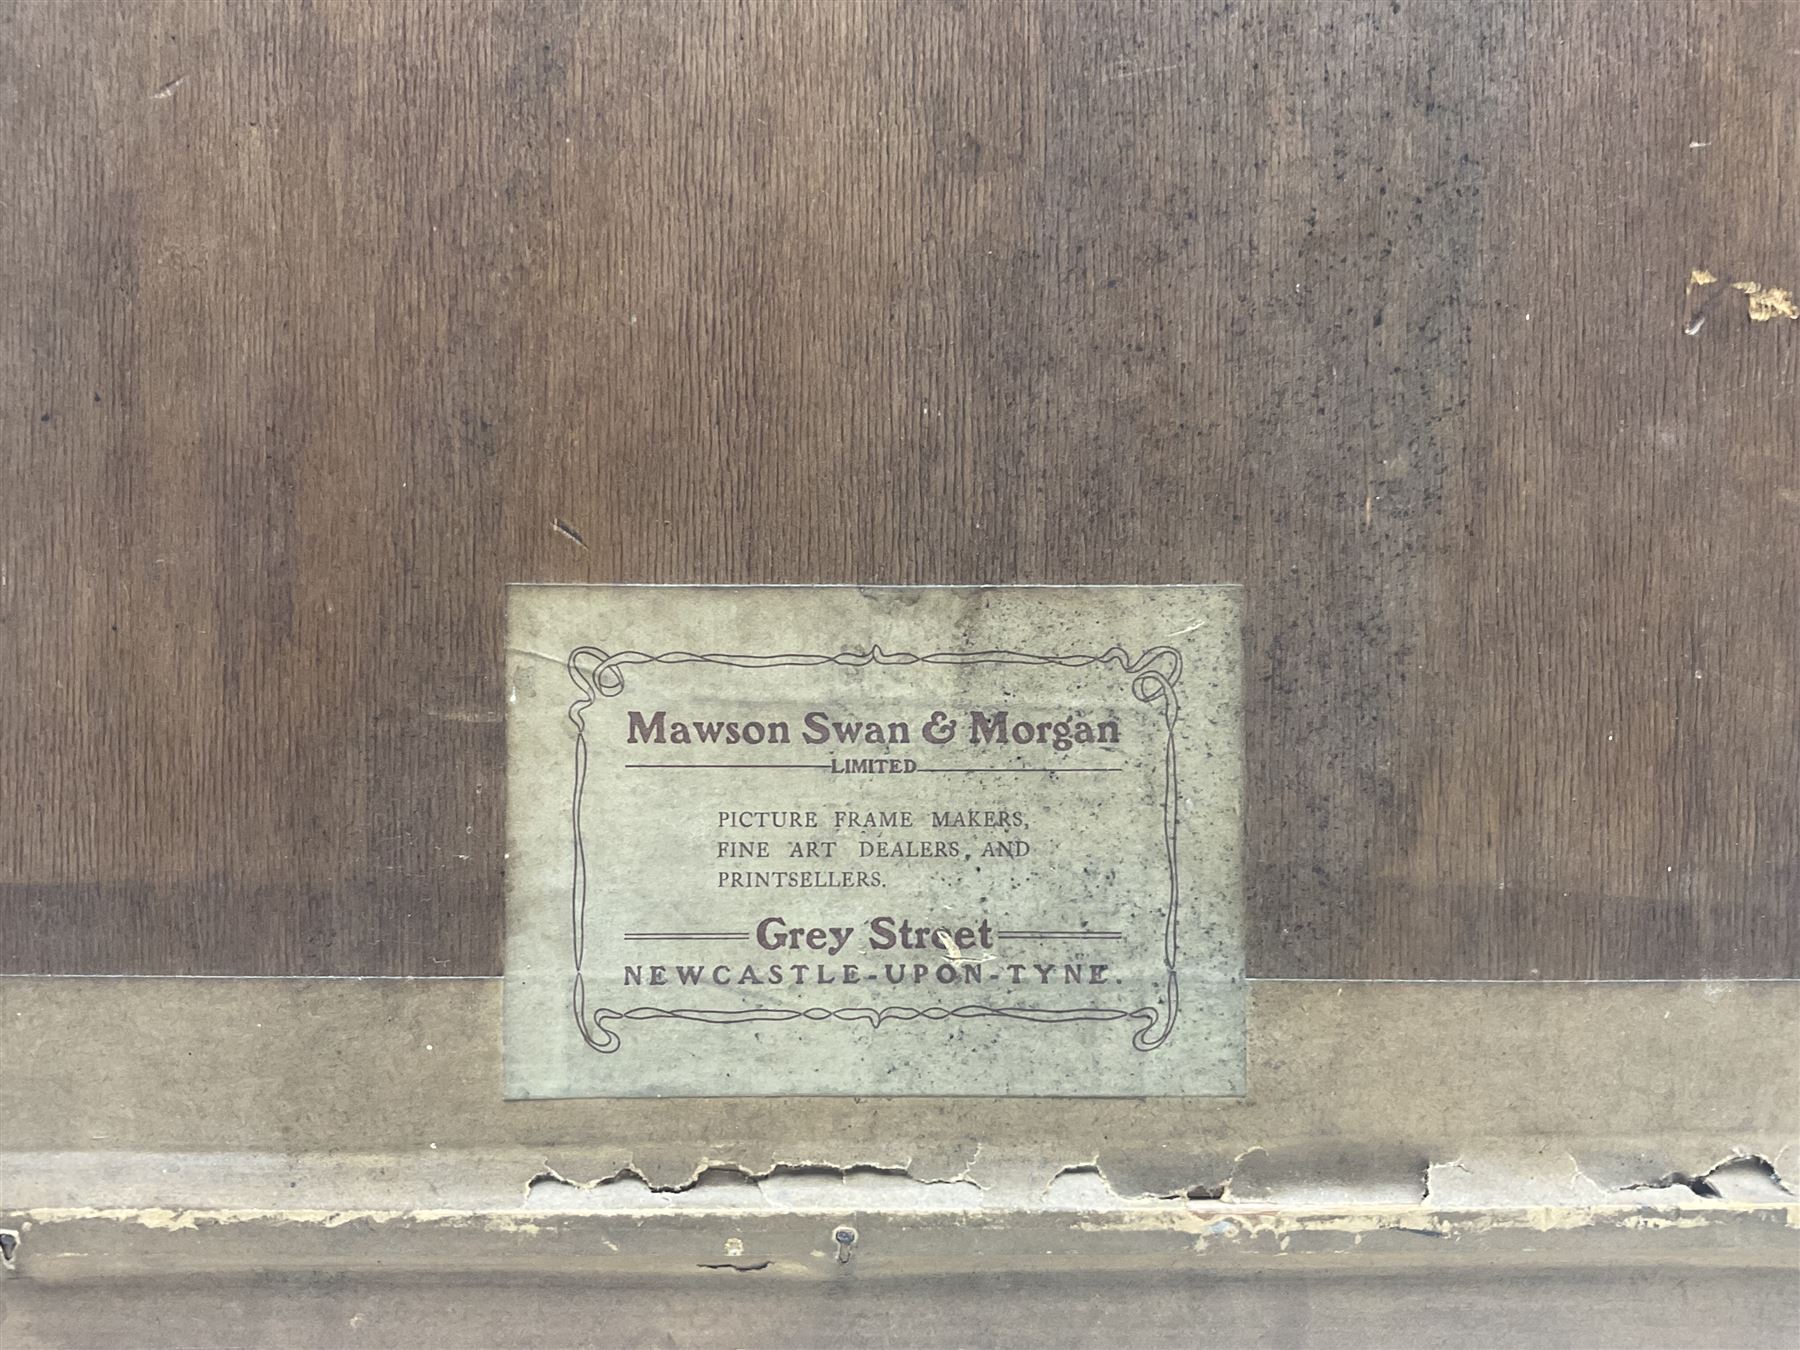 Mawson Swan & Morgan
LIMITED
PICTURE FRAME MAKERS,
FINE ART DEALERS, AND
PRINTSELLERS.
Grey Street
NEWCASTLE-UPON-TYNE.